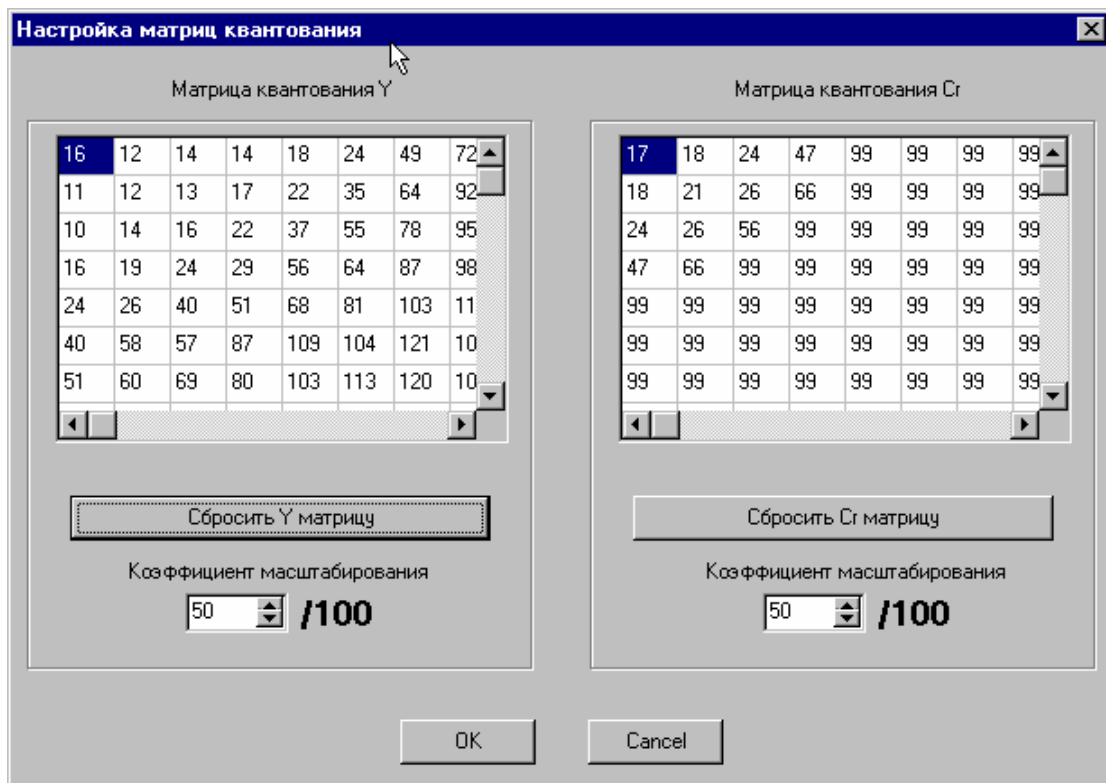 Настройка матриц квантования
Матрица квантования Y
16 12 14 14 18 24 49 72
11 12 13 17 22 35 64 92
10 14 16 22 37 55 78 95
16 19 24 29 56 64 87 98
24 26 40 51 68 81 103 11
40 58 57 87 109 104 121 10
51 60 69 80 103 113 120 10
Сбросить Y матрицу
Коэффициент масштабирования
50 /100
Матрица квантования Cr
17 18 24 47 99 99 99 99
18 21 26 66 99 99 99 99
24 26 56 99 99 99 99 99
47 66 99 99 99 99 99 99
99 99 99 99 99 99 99 99
99 99 99 99 99 99 99 99
99 99 99 99 99 99 99 99
Сбросить Cr матрицу
Коэффициент масштабирования
50 /100
OK
Cancel